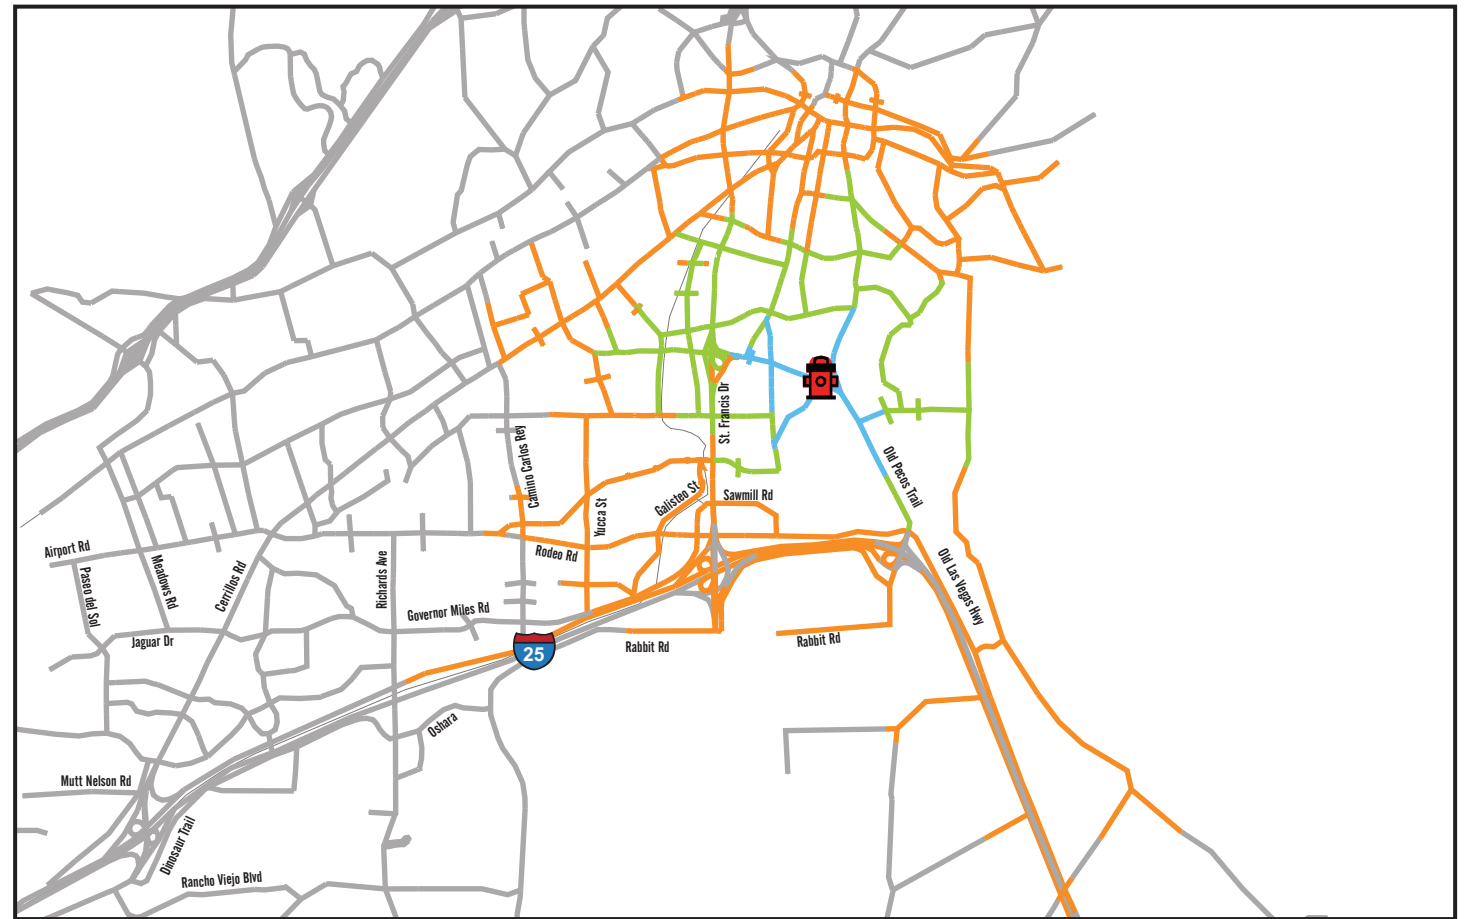 St. Francis Dr
Camino Carlos Rey
Old Pecos Trail
Galisteo St
Sawmill Rd
Yucca St
Airport Rd
Rodeo Rd
Paseo del Sol
Meadows Rd
Cerrillos Rd
Richards Ave
Old Las Vegas Hwy
Governor Miles Rd
Jaguar Dr
25
Rabbit Rd
Rabbit Rd
Oshara
Mutt Nelson Rd
Dinosaur Trail
Rancho Viejo Blvd